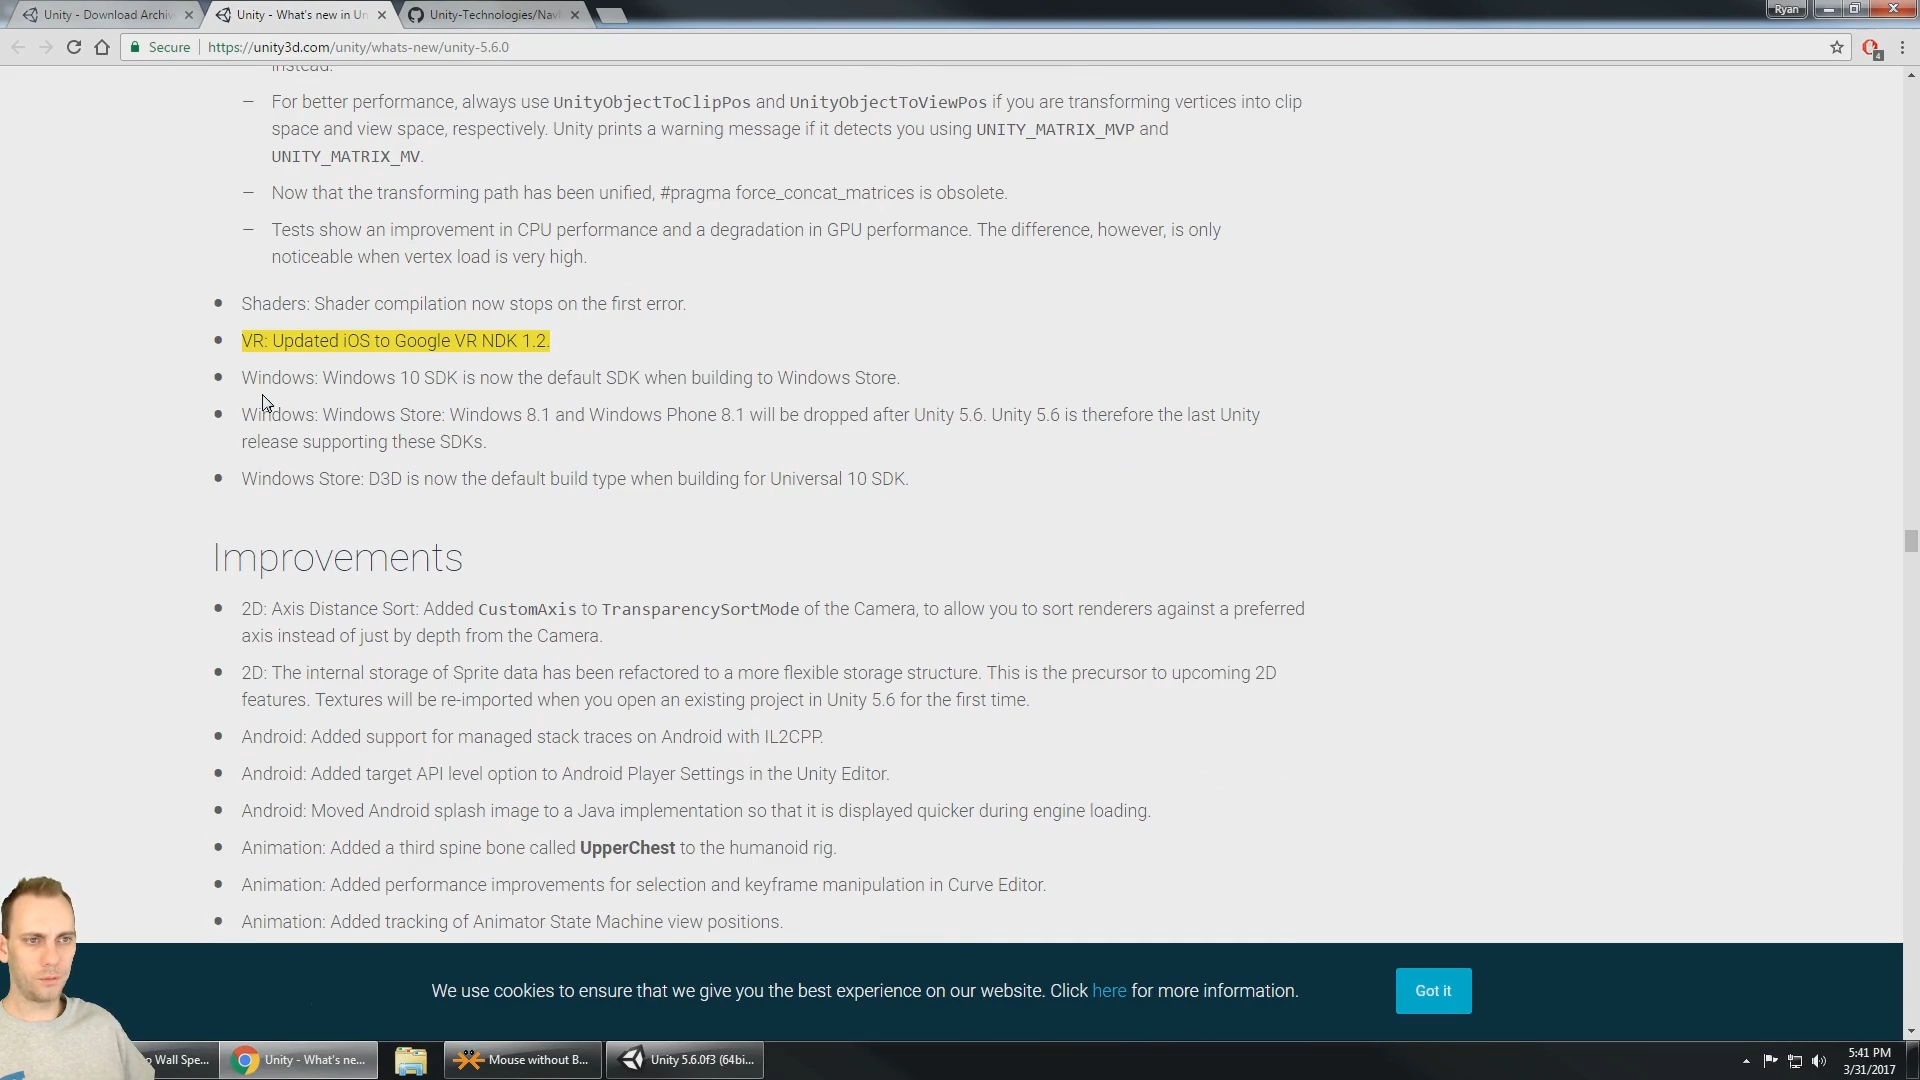 Unity - Download Archiv
Unity - What's new in Un
Unity-Technologies/Nav
Ryan
Secure
https://unity3d.com/unity/whats-new/unity-5.6.0
4
instead.
– For better performance, always use UnityObjectToClipPos and UnityObjectToViewPos if you are transforming vertices into clip
space and view space, respectively. Unity prints a warning message if it detects you using UNITY_MATRIX_MVP and
UNITY_MATRIX_MV.
– Now that the transforming path has been unified, #pragma force_concat_matrices is obsolete.
– Tests show an improvement in CPU performance and a degradation in GPU performance. The difference, however, is only
noticeable when vertex load is very high.
• Shaders: Shader compilation now stops on the first error.
• VR: Updated iOS to Google VR NDK 1.2.
• Windows: Windows 10 SDK is now the default SDK when building to Windows Store.
• Windows: Windows Store: Windows 8.1 and Windows Phone 8.1 will be dropped after Unity 5.6. Unity 5.6 is therefore the last Unity
release supporting these SDKs.
• Windows Store: D3D is now the default build type when building for Universal 10 SDK.
Improvements
• 2D: Axis Distance Sort: Added CustomAxis to TransparencySortMode of the Camera, to allow you to sort renderers against a preferred
axis instead of just by depth from the Camera.
• 2D: The internal storage of Sprite data has been refactored to a more flexible storage structure. This is the precursor to upcoming 2D
features. Textures will be re-imported when you open an existing project in Unity 5.6 for the first time.
• Android: Added support for managed stack traces on Android with IL2CPP.
• Android: Added target API level option to Android Player Settings in the Unity Editor.
• Android: Moved Android splash image to a Java implementation so that it is displayed quicker during engine loading.
• Animation: Added a third spine bone called UpperChest to the humanoid rig.
• Animation: Added performance improvements for selection and keyframe manipulation in Curve Editor.
• Animation: Added tracking of Animator State Machine view positions.
We use cookies to ensure that we give you the best experience on our website. Click here for more information.
Got it
o Wall Spe...
Unity - What's ne...
Mouse without B...
Unity 5.6.0f3 (64bi...
5:41 PM
3/31/2017